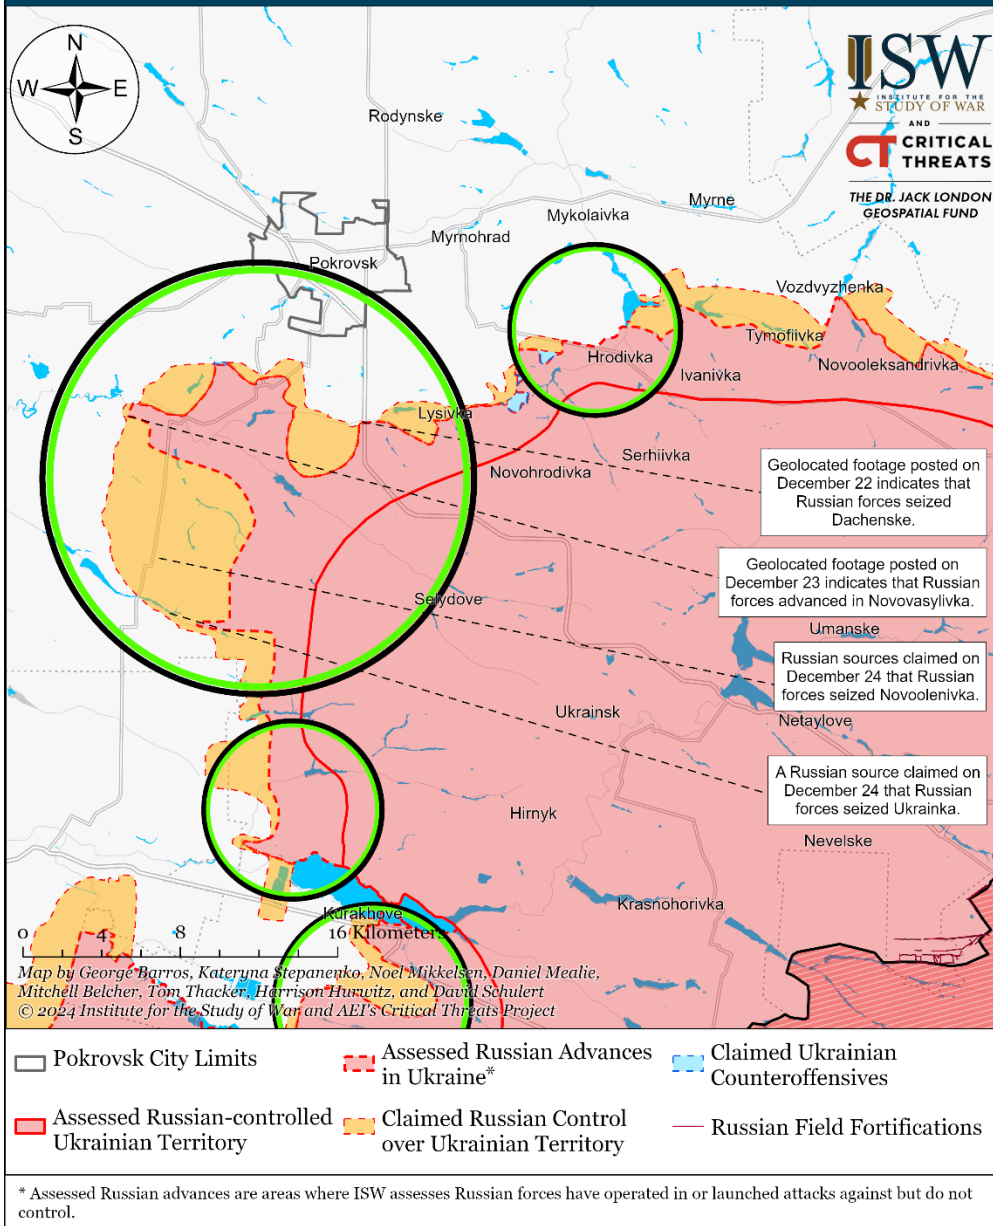 N
W
E
S
ISW
INSTITUTE FOR THE
STUDY OF WAR
AND
CT CRITICAL
THREATS
THE DR. JACK LONDON
GEOSPATIAL FUND
Rodynske
Myrne
Mykolaivka
Myrnohrad
Pokrovsk
Vozdvyzhenka
Tymofiivka
Hrodivka
Novooleksandrivka
Ivanivka
Lysivka
Serhiivka
Novohrodivka
Geolocated footage posted on
December 22 indicates that
Russian forces seized
Dachenske.
Geolocated footage posted on
December 23 indicates that Russian
forces advanced in Novovasylivka.
Selydove
Umanske
Russian sources claimed on
December 24 that Russian
forces seized Novoolenivka.
Ukrainsk
Netaylove
A Russian source claimed on
December 24 that Russian
forces seized Ukrainka.
Hirnyk
Nevelske
Krasnohorivka
Kurakhove
0 4 8 16 Kilometers
Map by George Barros, Kateryna Stepanenko, Noel Mikkelsen, Daniel Mealie,
Mitchell Belcher, Tom Thacker, Harrison Hurwitz, and David Schulert
© 2024 Institute for the Study of War and AEI's Critical Threats Project
Pokrovsk City Limits
Assessed Russian Advances
in Ukraine*
Claimed Ukrainian
Counteroffensives
Assessed Russian-controlled
Ukrainian Territory
Claimed Russian Control
over Ukrainian Territory
Russian Field Fortifications
* Assessed Russian advances are areas where ISW assesses Russian forces have operated in or launched attacks against but do not
control.